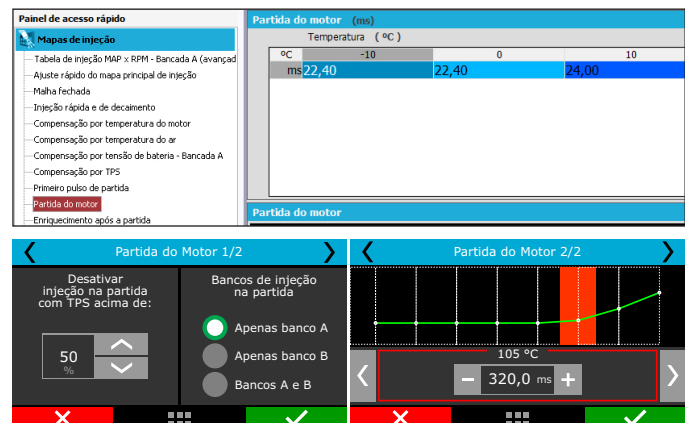 Painel de acesso rápido
Mapas de injeção
Tabela de injeção MAP x RPM - Bancada A (avançad
Ajuste rápido do mapa principal de injeção
Malha fechada
Injeção rápida e de decaimento
Compensação por temperatura do motor
Compensação por temperatura do ar
Compensação por tensão de bateria - Bancada A
Compensação por TPS
Primeiro pulso de partida
Partida do motor
Enriquecimento após a partida
Partida do motor (ms)
Temperatura ( ºC )
ºC -10 0 10
ms 22,40 22,40 24,00
Partida do motor
Partida do Motor 1/2
Desativar
injeção na partida
com TPS acima de:
50
%
Bancos de injeção
na partida
Apenas banco A
Apenas banco B
Bancos A e B
Partida do Motor 2/2
105 ºC
320,0 ms